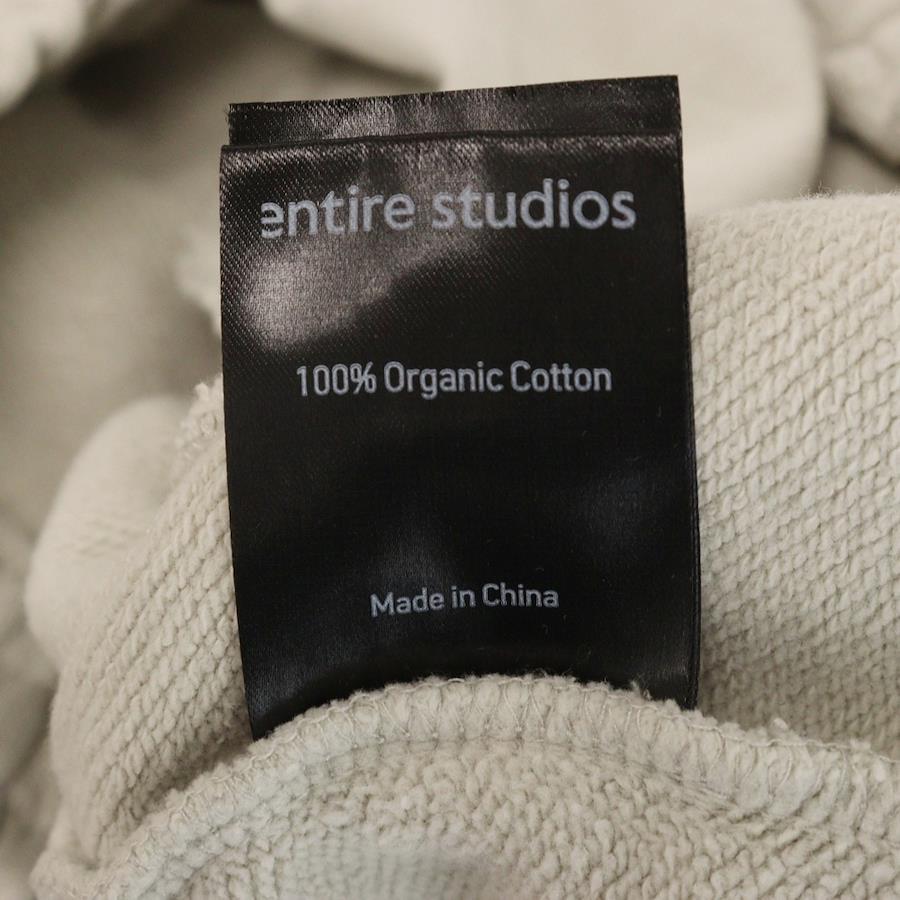 entire studios
100% Organic Cotton
Made in China